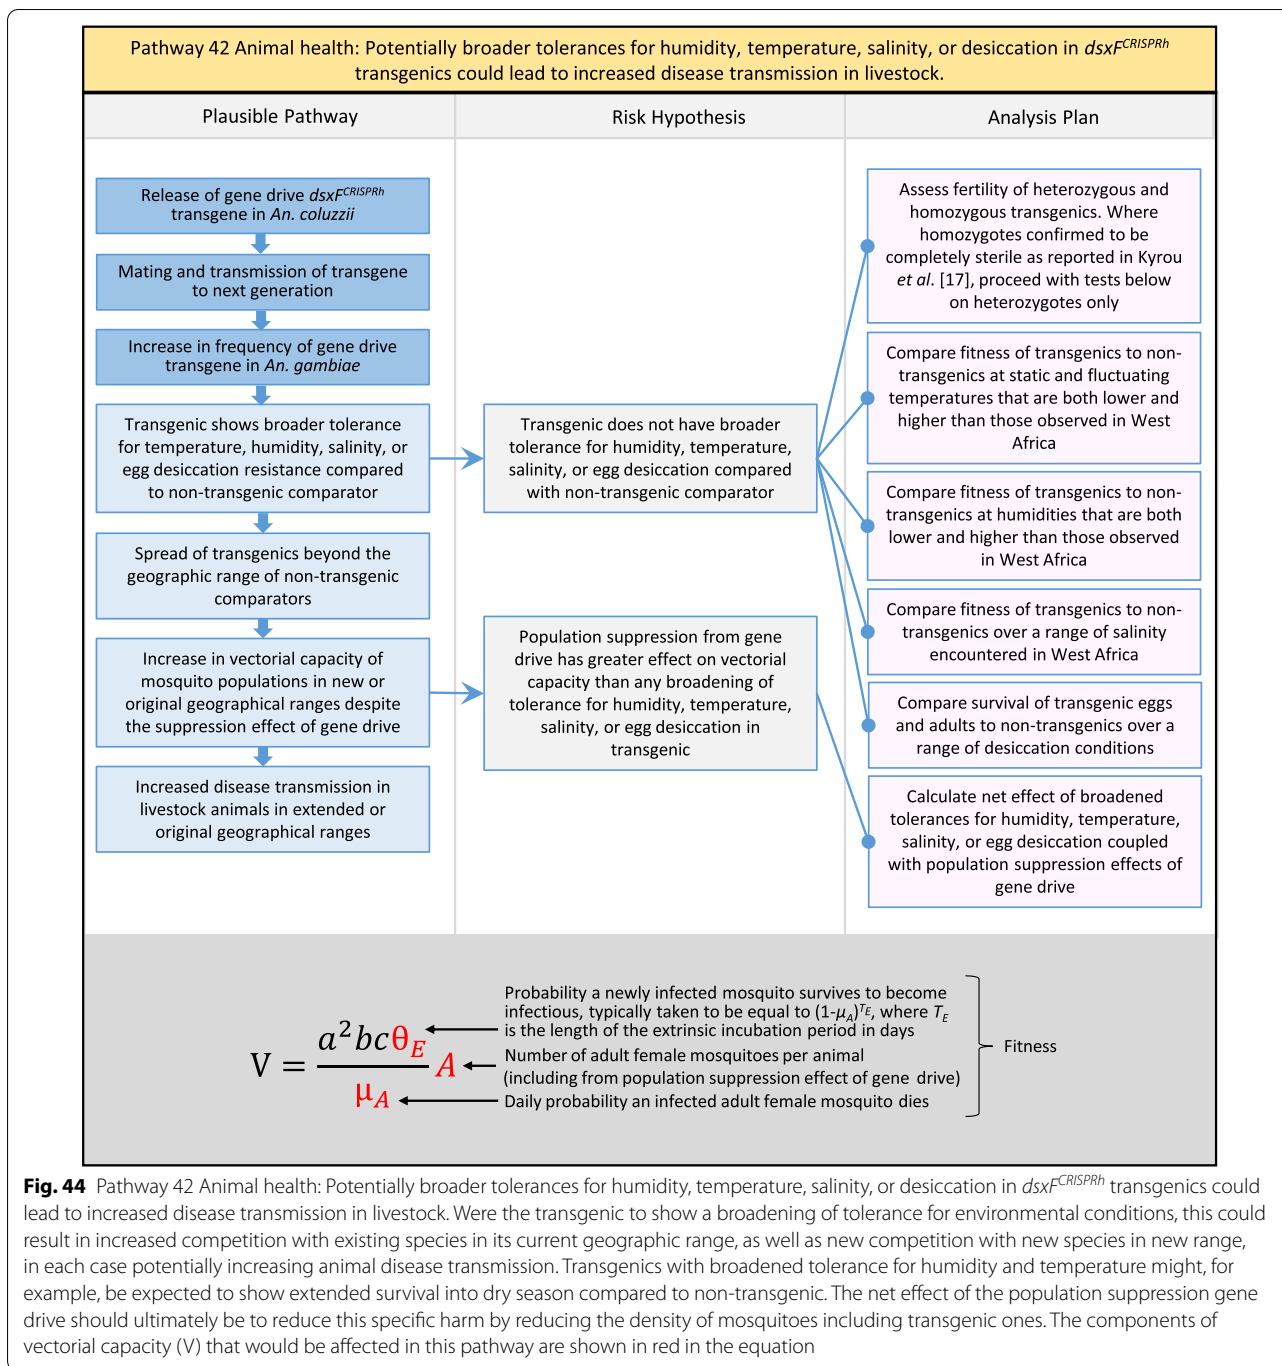 Pathway 42 Animal health: Potentially broader tolerances for humidity, temperature, salinity, or desiccation in dsxF^CRISPRh
transgenics could lead to increased disease transmission in livestock.
Plausible Pathway
Risk Hypothesis
Analysis Plan
Release of gene drive dsxF^CRISPRh
transgene in An. coluzzii
Mating and transmission of transgene
to next generation
Increase in frequency of gene drive
transgene in An. gambiae
Transgenic shows broader tolerance
for temperature, humidity, salinity, or
egg desiccation resistance compared
to non-transgenic comparator
Spread of transgenics beyond the
geographic range of non-transgenic
comparators
Increase in vectorial capacity of
mosquito populations in new or
original geographical ranges despite
the suppression effect of gene drive
Increased disease transmission in
livestock animals in extended or
original geographical ranges
Transgenic does not have broader
tolerance for humidity, temperature,
salinity, or egg desiccation compared
with non-transgenic comparator
Population suppression from gene
drive has greater effect on vectorial
capacity than any broadening of
tolerance for humidity, temperature,
salinity, or egg desiccation in
transgenic
Assess fertility of heterozygous and
homozygous transgenics. Where
homozygotes confirmed to be
completely sterile as reported in Kyrou
et al. [17], proceed with tests below
on heterozygotes only
Compare fitness of transgenics to non-
transgenics at static and fluctuating
temperatures that are both lower and
higher than those observed in West
Africa
Compare fitness of transgenics to non-
transgenics at humidities that are both
lower and higher than those observed
in West Africa
Compare fitness of transgenics to non-
transgenics over a range of salinity
encountered in West Africa
Compare survival of transgenic eggs
and adults to non-transgenics over a
range of desiccation conditions
Calculate net effect of broadened
tolerances for humidity, temperature,
salinity, or egg desiccation coupled
with population suppression effects of
gene drive
V = a²bcθ_E / μ_A A
Probability a newly infected mosquito survives to become
infectious, typically taken to be equal to (1-μ_A)^T_E, where T_E
is the length of the extrinsic incubation period in days
Number of adult female mosquitoes per animal
(including from population suppression effect of gene drive)
Daily probability an infected adult female mosquito dies
Fitness
Fig. 44 Pathway 42 Animal health: Potentially broader tolerances for humidity, temperature, salinity, or desiccation in dsxF^CRISPRh transgenics could
lead to increased disease transmission in livestock. Were the transgenic to show a broadening of tolerance for environmental conditions, this could
result in increased competition with existing species in its current geographic range, as well as new competition with new species in new range,
in each case potentially increasing animal disease transmission. Transgenics with broadened tolerance for humidity and temperature might, for
example, be expected to show extended survival into dry season compared to non-transgenic. The net effect of the population suppression gene
drive should ultimately be to reduce this specific harm by reducing the density of mosquitoes including transgenic ones. The components of
vectorial capacity (V) that would be affected in this pathway are shown in red in the equation